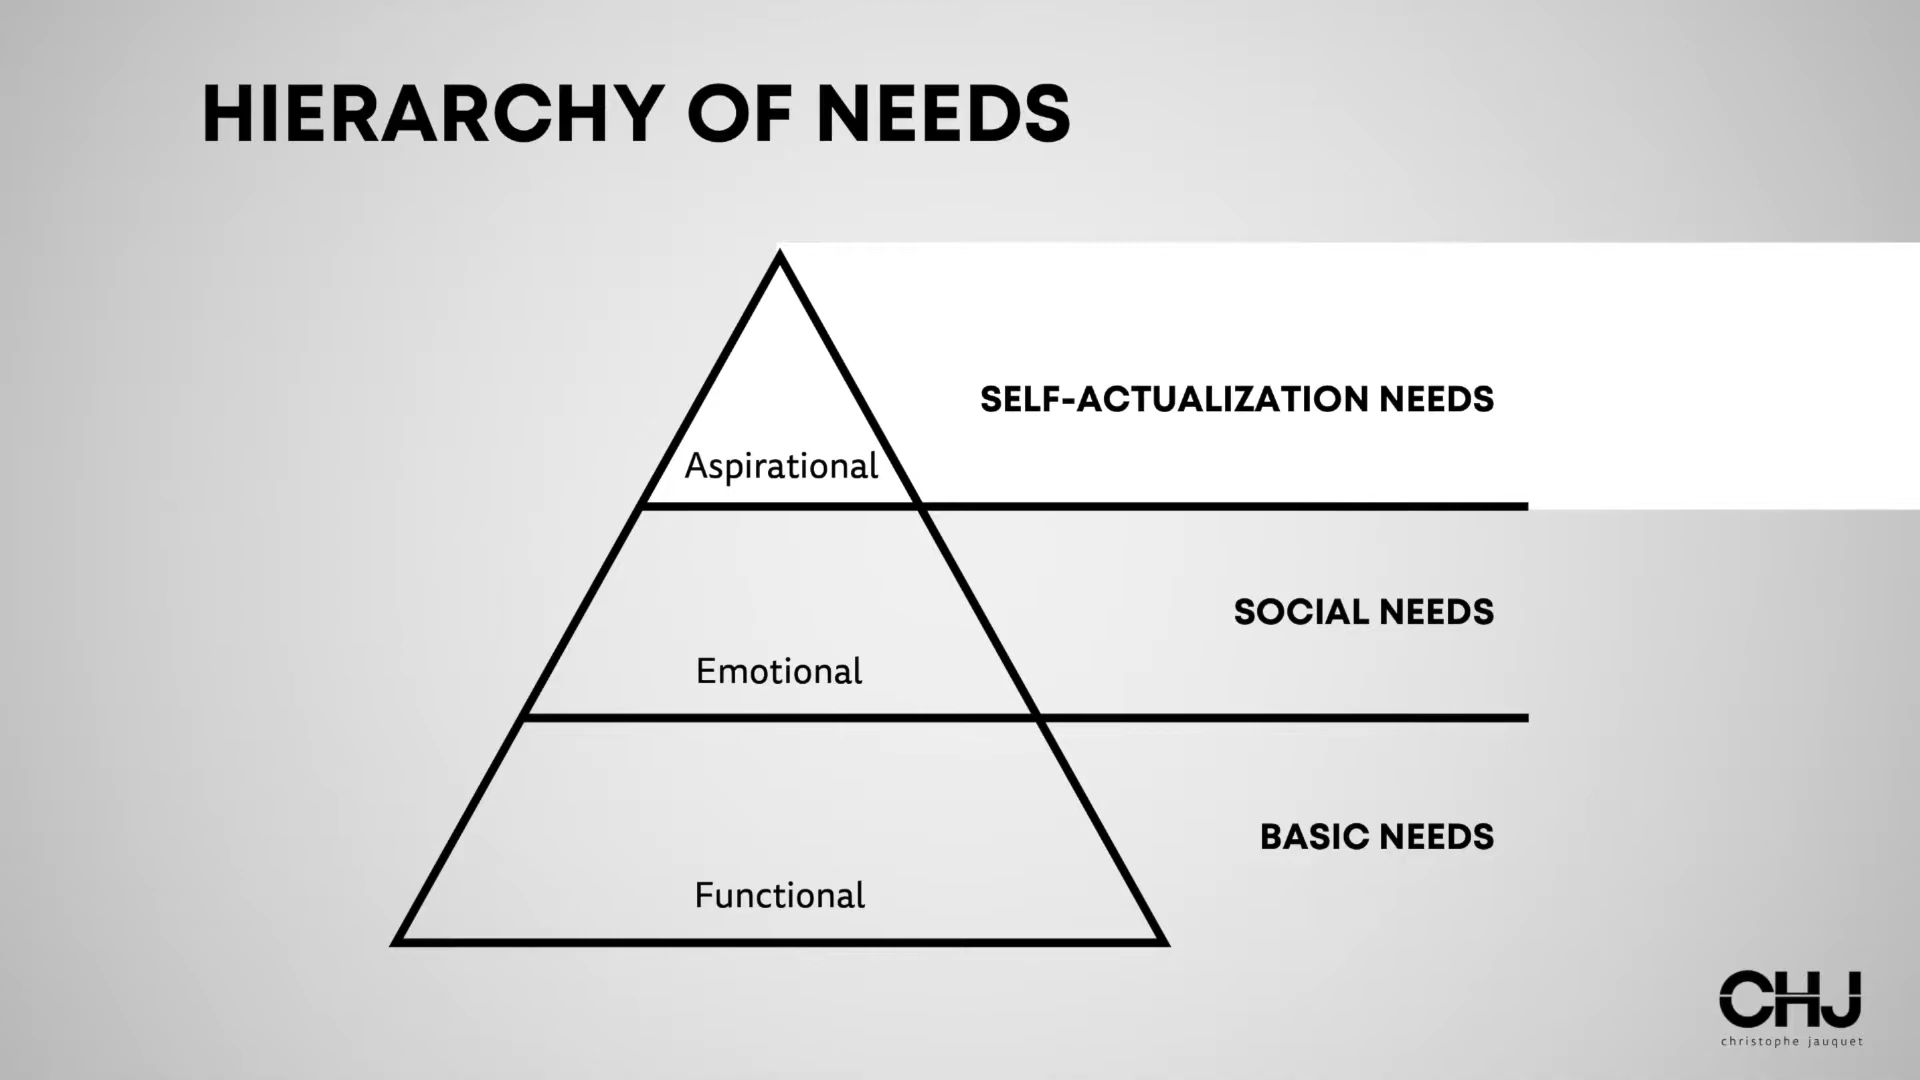 HIERARCHY OF NEEDS
SELF-ACTUALIZATION NEEDS
Aspirational
SOCIAL NEEDS
Emotional
BASIC NEEDS
Functional
CHJ
christophe jauquet